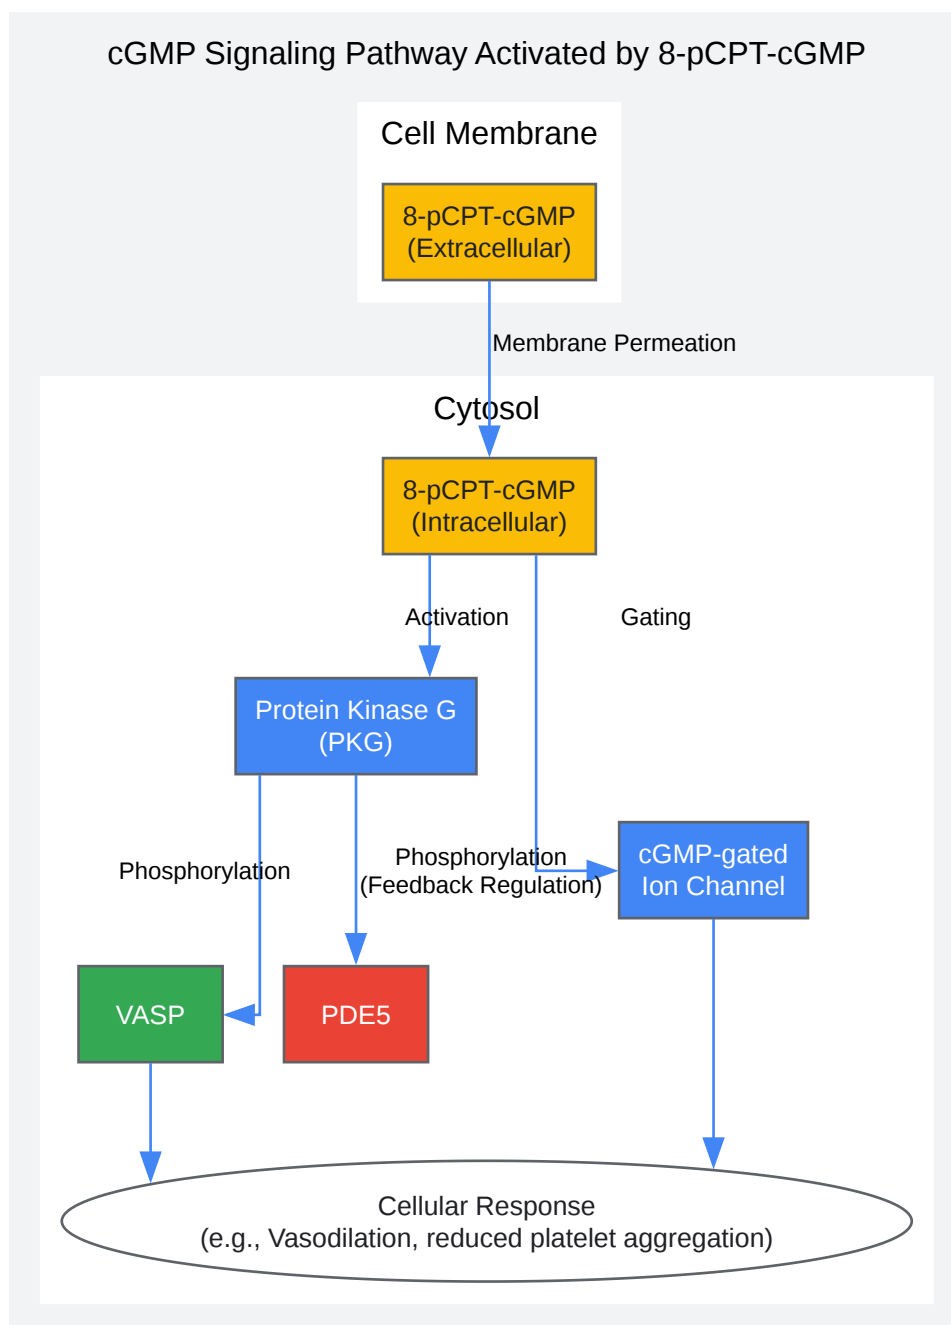 cGMP Signaling Pathway Activated by 8-pCPT-cGMP
Cell Membrane
8-pCPT-cGMP
(Extracellular)
Membrane Permeation
Cytosol
8-pCPT-cGMP
(Intracellular)
Activation
Gating
Protein Kinase G
(PKG)
Phosphorylation
Phosphorylation
(Feedback Regulation)
cGMP-gated
Ion Channel
VASP
PDE5
Cellular Response
(e.g., Vasodilation, reduced platelet aggregation)